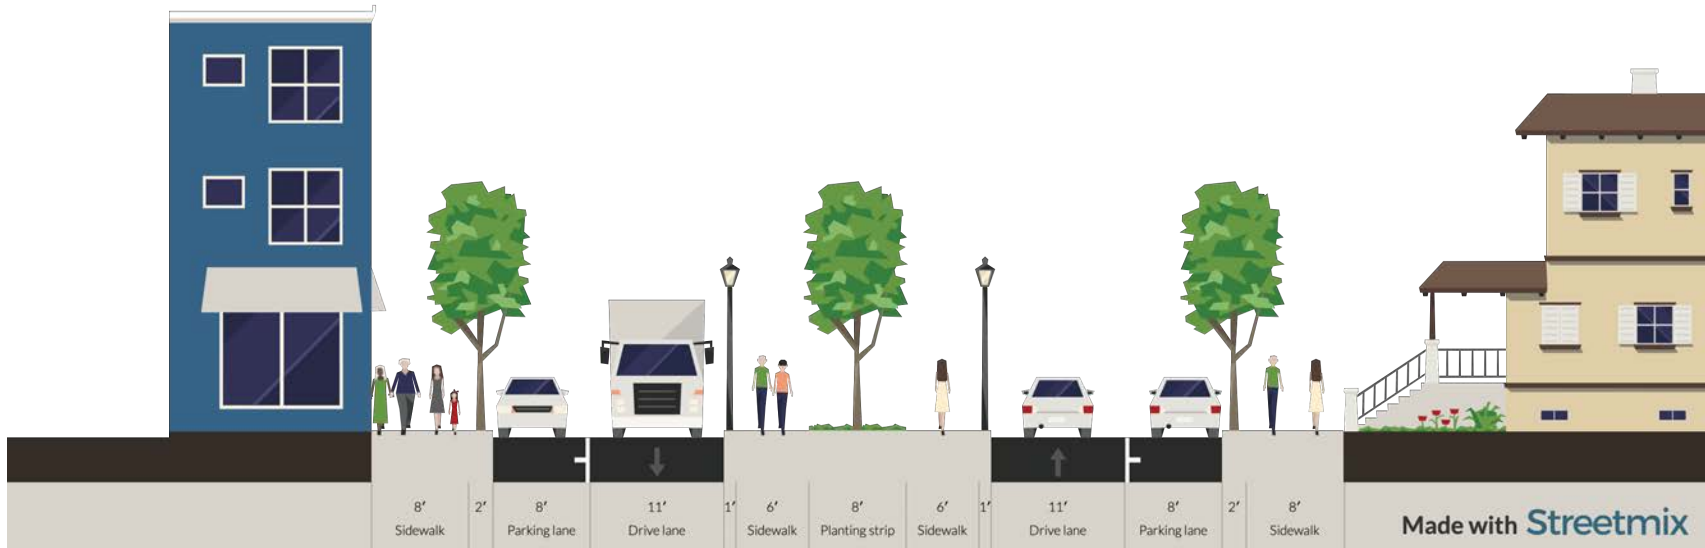 8′ 2′ 8′ 11′ 1′ 6′ 8′ 6′ 1′ 11′ 8′ 2′ 8′
Sidewalk Parking lane Drive lane Sidewalk Planting strip Sidewalk Drive lane Parking lane Sidewalk
Made with Streetmix